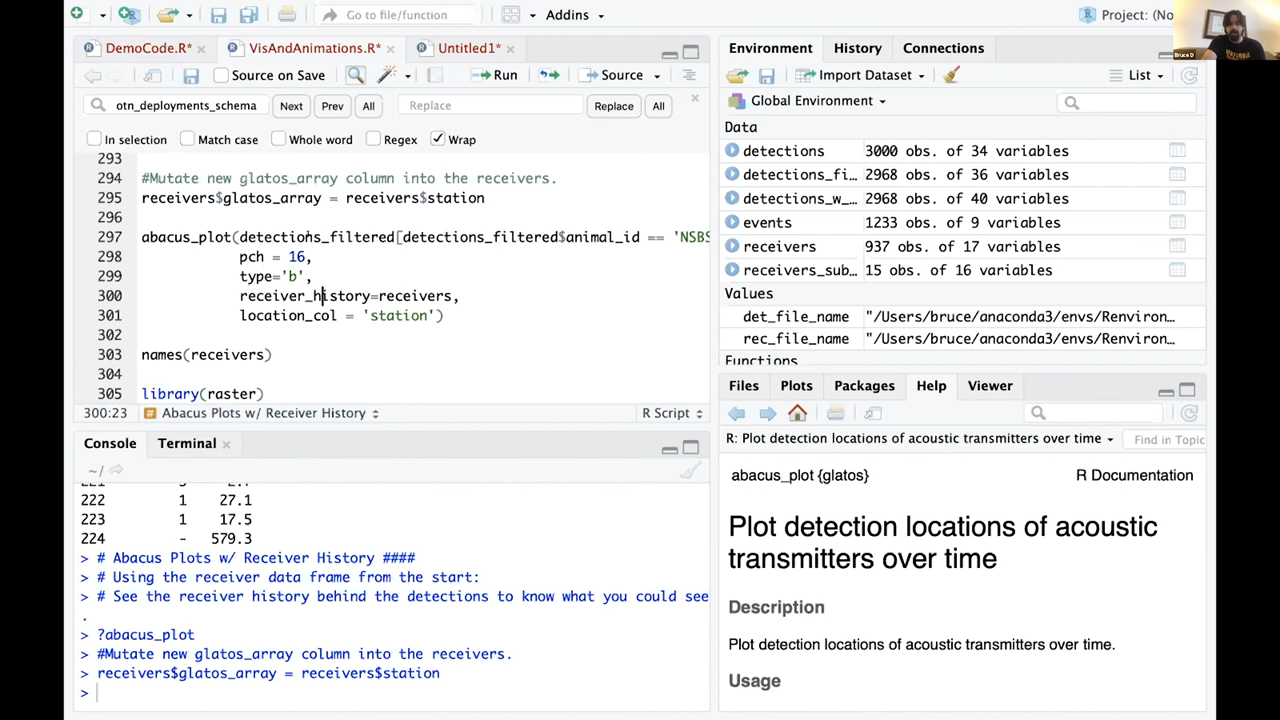 Go to file/function
Addins
Project: (No
Bruce D
DemoCode.R*
VisAndAnimations.R*
Untitled1*
Source on Save
Run
Source
otn_deployments_schema
Next
Prev
All
Replace
Replace
All
In selection
Match case
Whole word
Regex
Wrap
293
294 #Mutate new glatos_array column into the receivers.
295 receivers$glatos_array = receivers$station
296
297 abacus_plot(detections_filtered[detections_filtered$animal_id == 'NSBS
298 pch = 16,
299 type='b',
300 receiver_history=receivers,
301 location_col = 'station')
302
303 names(receivers)
304
305 library(raster)
300:23 # Abacus Plots w/ Receiver History
R Script
Console
Terminal
~/
222 1 27.1
223 1 17.5
224 - 579.3
> # Abacus Plots w/ Receiver History ####
> # Using the receiver data frame from the start:
> # See the receiver history behind the detections to know what you could see
.
> ?abacus_plot
> #Mutate new glatos_array column into the receivers.
> receivers$glatos_array = receivers$station
>
Environment
History
Connections
Import Dataset
List
Global Environment
Data
detections 3000 obs. of 34 variables
detections_fi… 2968 obs. of 36 variables
detections_w_… 2968 obs. of 40 variables
events 1233 obs. of 9 variables
receivers 937 obs. of 17 variables
receivers_sub… 15 obs. of 16 variables
Values
det_file_name "/Users/bruce/anaconda3/envs/Renviron…
rec_file_name "/Users/bruce/anaconda3/envs/Renviron…
Functions
Files
Plots
Packages
Help
Viewer
R: Plot detection locations of acoustic transmitters over time
Find in Topic
abacus_plot {glatos}
R Documentation
Plot detection locations of acoustic
transmitters over time
Description
Plot detection locations of acoustic transmitters over time.
Usage